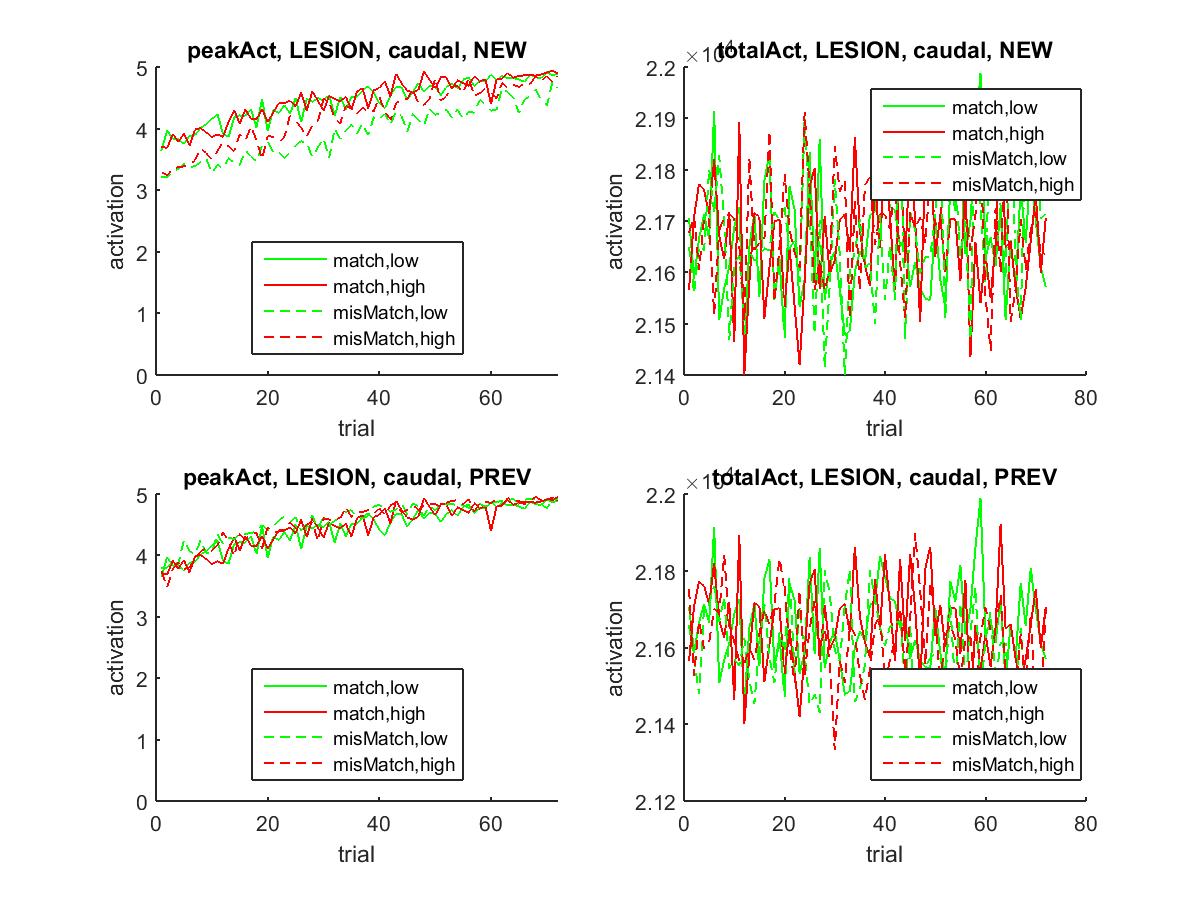 peakAct, LESION, caudal, NEW
5
4
3
2
1
0
activation
match,low
match,high
misMatch,low
misMatch,high
0 20 40 60
trial
×10^4
totalAct, LESION, caudal, NEW
2.2
2.19
2.18
2.17
2.16
2.15
2.14
activation
match,low
match,high
misMatch,low
misMatch,high
0 20 40 60 80
trial
peakAct, LESION, caudal, PREV
5
4
3
2
1
0
activation
match,low
match,high
misMatch,low
misMatch,high
0 20 40 60
trial
×10^4
totalAct, LESION, caudal, PREV
2.2
2.18
2.16
2.14
2.12
activation
match,low
match,high
misMatch,low
misMatch,high
0 20 40 60 80
trial